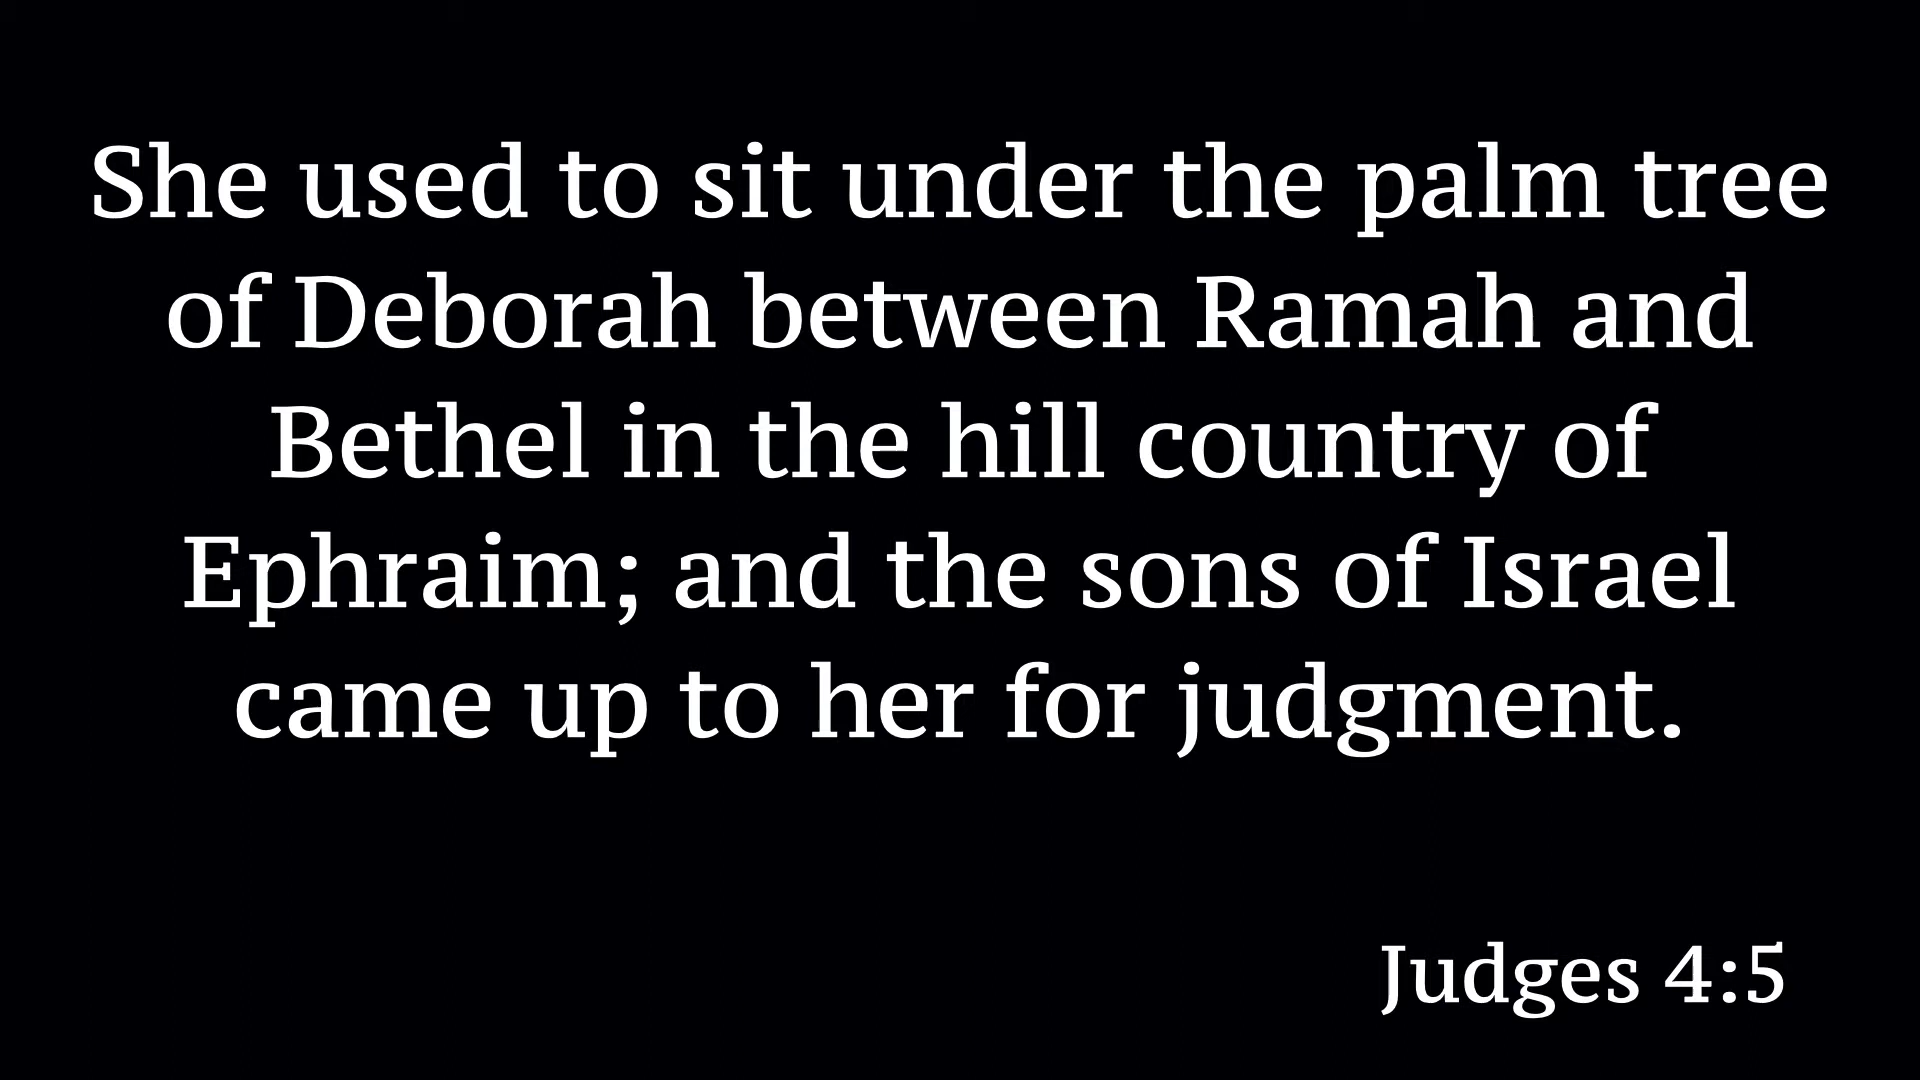 She used to sit under the palm tree
of Deborah between Ramah and
Bethel in the hill country of
Ephraim; and the sons of Israel
came up to her for judgment.
Judges 4:5